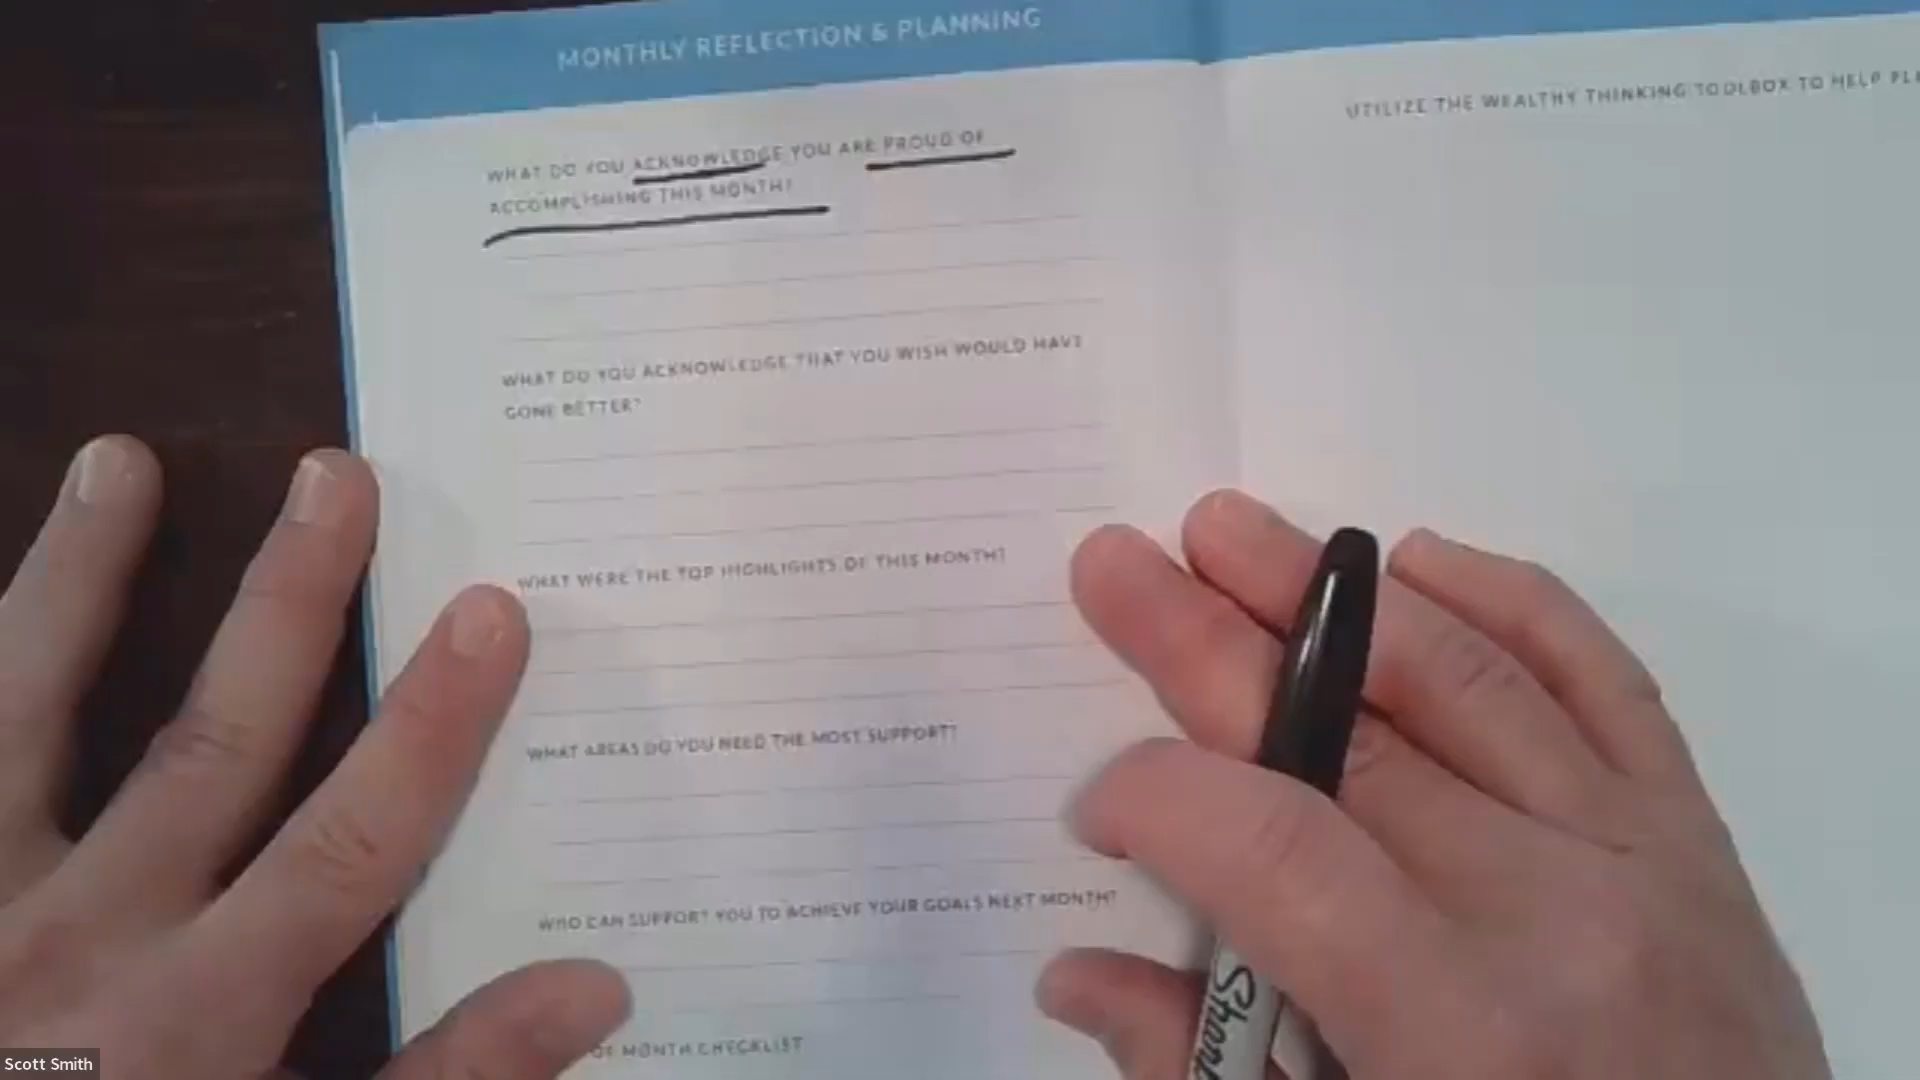 MONTHLY REFLECTION & PLANNING
WHAT DO YOU ACKNOWLEDGE YOU ARE PROUD OF
ACCOMPLISHING THIS MONTH?
WHAT DO YOU ACKNOWLEDGE THAT YOU WISH WOULD HAVE
GONE BETTER?
WHAT WERE THE TOP HIGHLIGHTS OF THIS MONTH?
WHAT AREAS DO YOU NEED THE MOST SUPPORT?
WHO CAN SUPPORT YOU TO ACHIEVE YOUR GOALS NEXT MONTH?
OF MONTH CHECKLIST
UTILIZE THE WEALTHY THINKING TOOLBOX TO HELP
Scott Smith